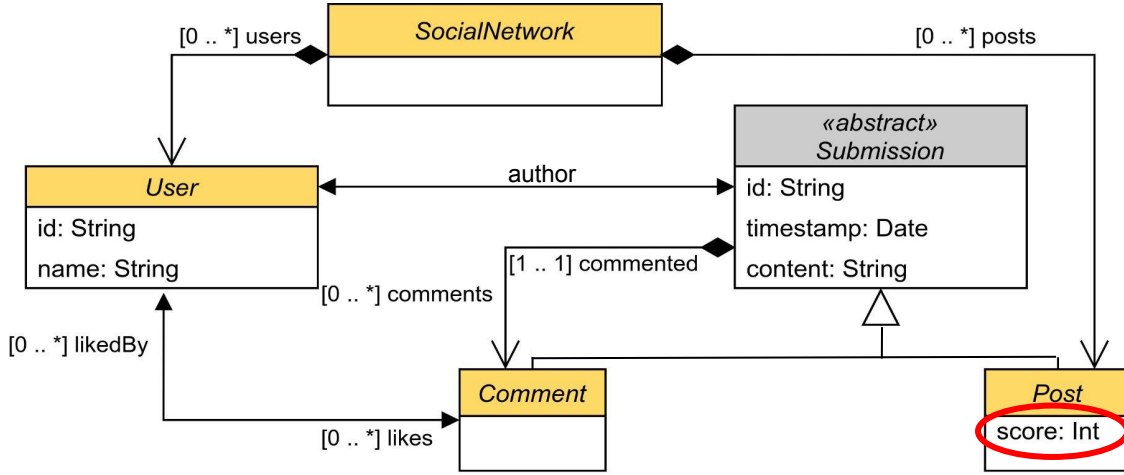 SocialNetwork
[0 .. *] users
[0 .. *] posts
«abstract»
Submission
id: String
timestamp: Date
content: String
User
id: String
name: String
author
[1 .. 1] commented
[0 .. *] comments
[0 .. *] likedBy
[0 .. *] likes
Comment
Post
score: Int